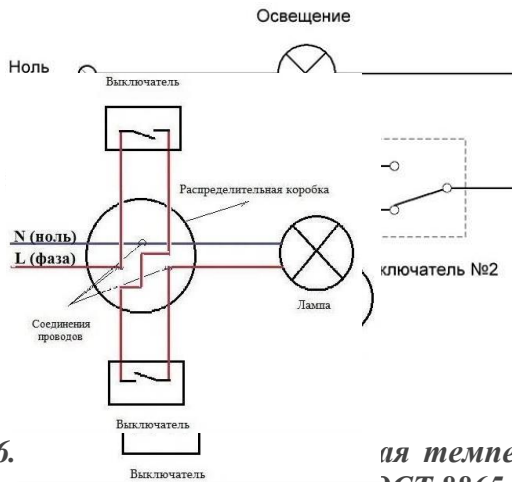 Освещение
Ноль
Выключатель
Распределительная коробка
N (ноль)
L (фаза)
ключатель №2
Лампа
Соединения
проводов
Выключатель
6.
ая темпе
Выключатель